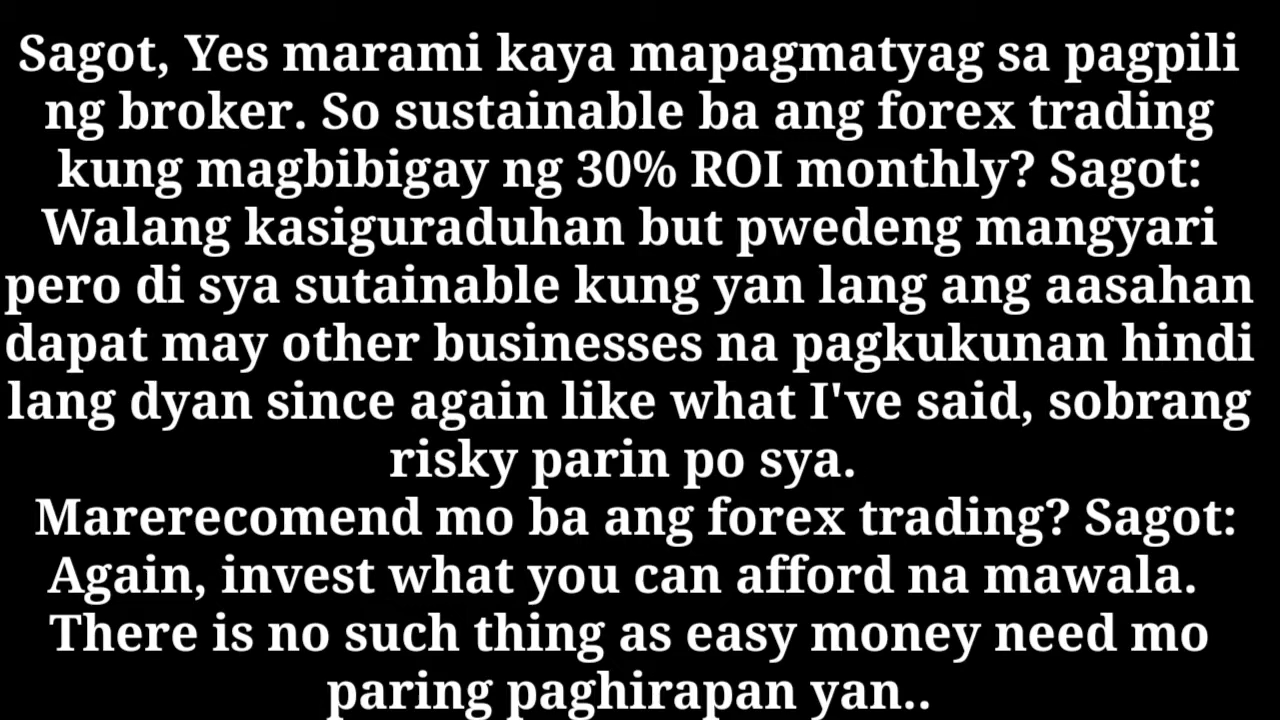 Sagot, Yes marami kaya mapagmatyag sa pagpili
ng broker. So sustainable ba ang forex trading
kung magbibigay ng 30% ROI monthly? Sagot:
Walang kasiguraduhan but pwedeng mangyari
pero di sya sutainable kung yan lang ang aasahan
dapat may other businesses na pagkukunan hindi
lang dyan since again like what I've said, sobrang
risky parin po sya.
Marerecomend mo ba ang forex trading? Sagot:
Again, invest what you can afford na mawala.
There is no such thing as easy money need mo
paring paghirapan yan..